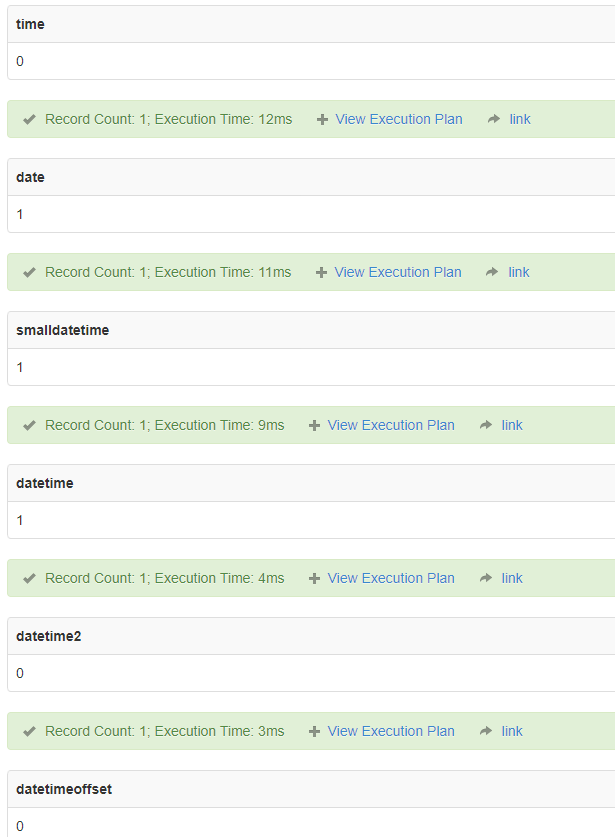 time
0
Record Count: 1; Execution Time: 12ms View Execution Plan link
date
1
Record Count: 1; Execution Time: 11ms View Execution Plan link
smalldatetime
1
Record Count: 1; Execution Time: 9ms View Execution Plan link
datetime
1
Record Count: 1; Execution Time: 4ms View Execution Plan link
datetime2
0
Record Count: 1; Execution Time: 3ms View Execution Plan link
datetimeoffset
0